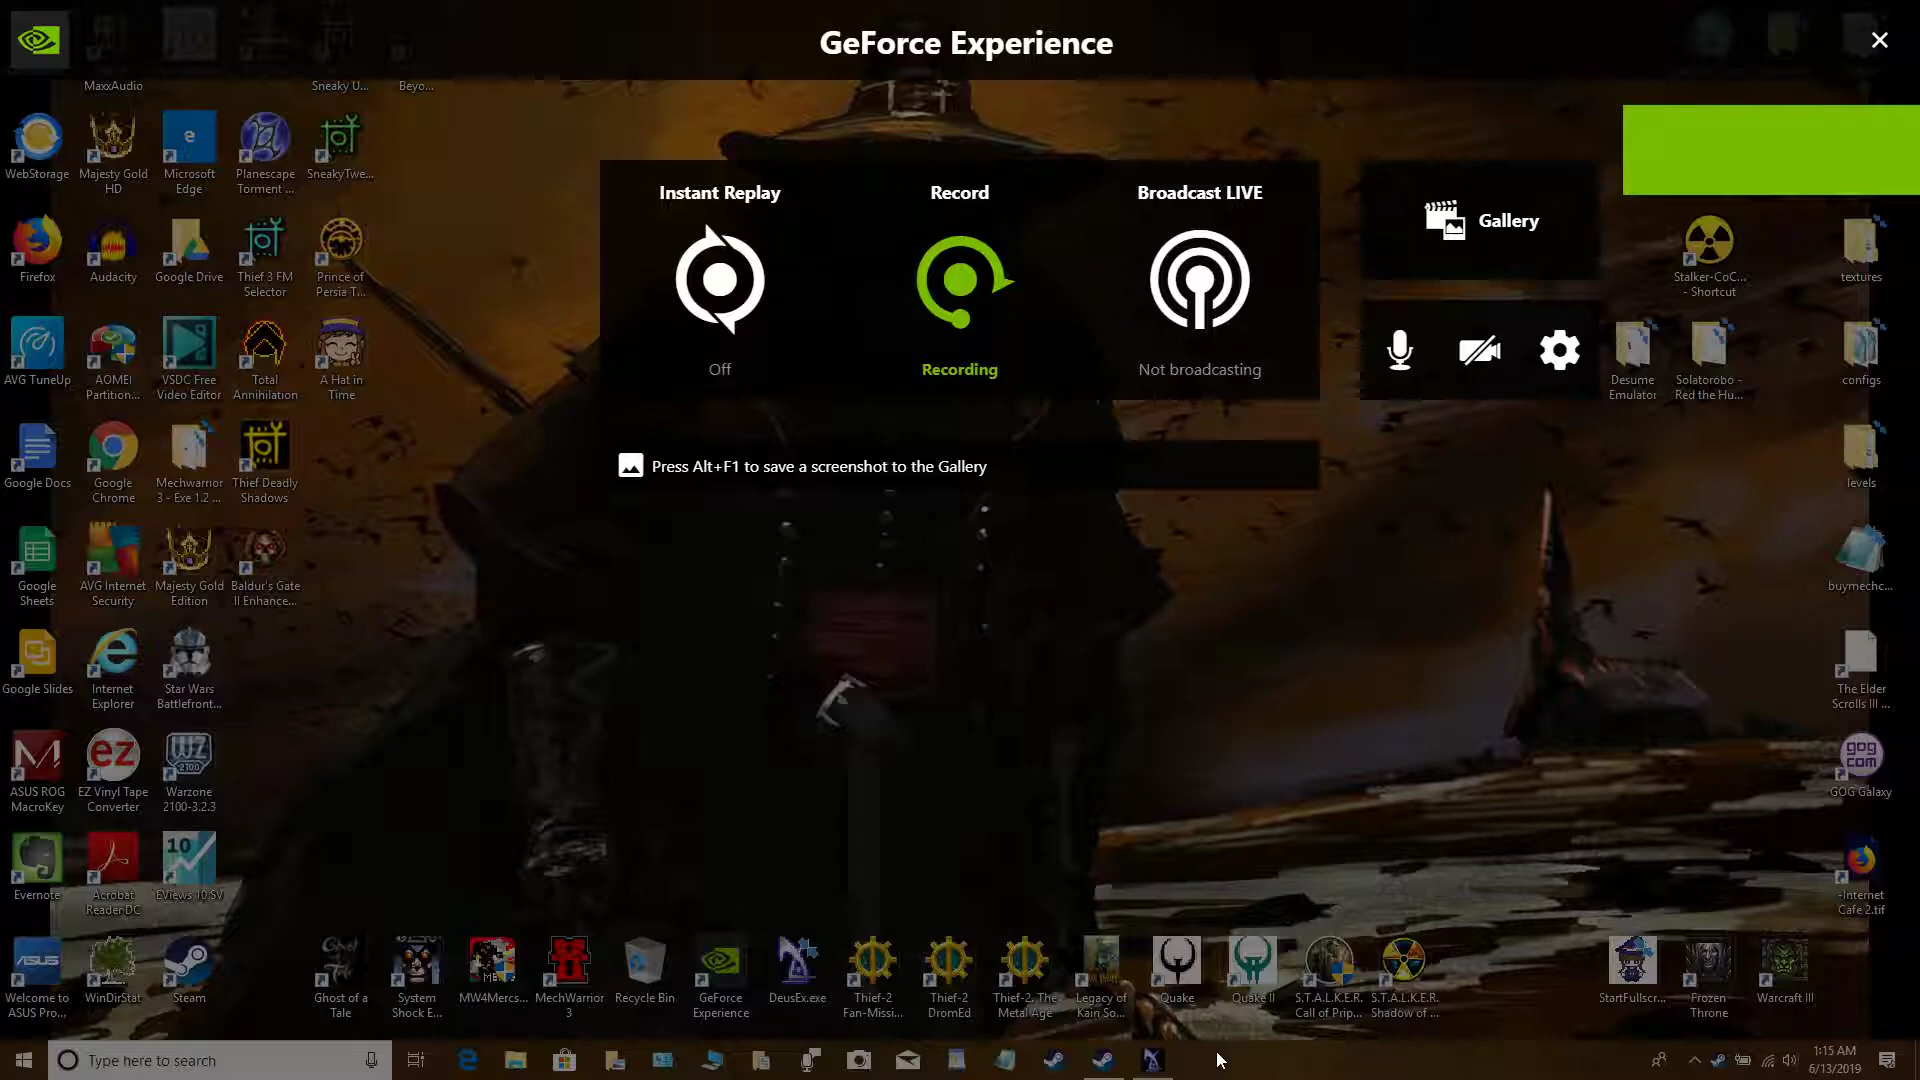 GeForce Experience
MaxxAudio
Sneaky U...
Beyo...
Instant Replay
Record
Broadcast LIVE
Off
Recording
Not broadcasting
Gallery
Press Alt+F1 to save a screenshot to the Gallery
WebStorage
Majesty Gold
HD
Microsoft
Edge
Planescape
Torment ...
SneakyTwe...
Firefox
Audacity
Google Drive
Thief 3 FM
Selector
Prince of
Persia T...
Stalker-CoC...
- Shortcut
textures
AVG TuneUp
AOMEI
Partition...
VSDC Free
Video Editor
Total
Annihilation
A Hat in
Time
Desume
Emulator
Solatorobo -
Red the Hu...
configs
Google Docs
Google
Chrome
Mechwarrior
3 - Exe 1.2 ...
Thief Deadly
Shadows
levels
Google
Sheets
AVG Internet
Security
Majesty Gold
Edition
Baldur's Gate
II Enhance...
buymechc...
Google Slides
Internet
Explorer
Star Wars
Battlefront...
The Elder
Scrolls III ...
ASUS ROG
MacroKey
EZ Vinyl Tape
Converter
Warzone
2100-3.2.3
GOG Galaxy
Evernote
Acrobat
Reader DC
EViews 10 SV
-Internet
Cafe 2.tif
Welcome to
ASUS Pro...
WinDirStat
Steam
Ghost of a
Tale
System
Shock E...
MW4Mercs...
MechWarrior
3
Recycle Bin
GeForce
Experience
DeusEx.exe
Thief-2
Fan-Missi...
Thief-2
DromEd
Thief-2, The
Metal Age
Legacy of
Kain So...
Quake
Quake II
S.T.A.L.K.E.R.
Call of Prip...
S.T.A.L.K.E.R.
Shadow of ...
StartFullscr...
Frozen
Throne
Warcraft III
Type here to search
1:15 AM
6/13/2019